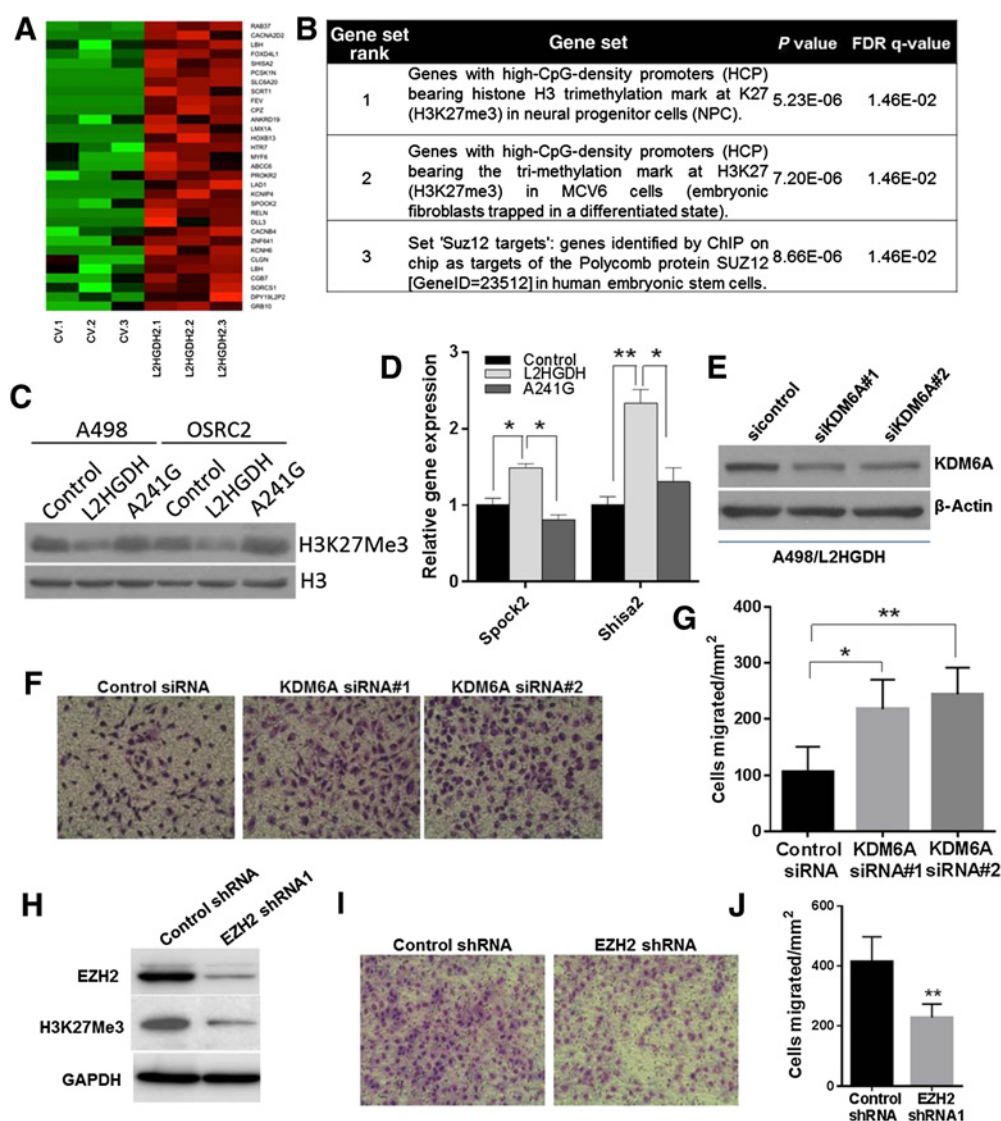 A
RAB37
CACNA2D2
LBH
FOXD4L1
SHISA2
PCSK1N
SLC6A20
SCRT1
FEV
CPZ
ANKRD19
LMX1A
HOXB13
HTR7
MYF6
ABCC6
PROKR2
LAD1
KCNIP4
SPOCK2
RELN
DLL3
CACNB4
ZNF641
KCNH6
CLGN
LBH
CGB7
SORCS1
DPY19L2P2
GRB10
CV.1 CV.2 CV.3 L2HGDH2.1 L2HGDH2.2 L2HGDH2.3
B
Gene set rank Gene set P value FDR q-value
1 Genes with high-CpG-density promoters (HCP)
bearing histone H3 trimethylation mark at K27
(H3K27me3) in neural progenitor cells (NPC).
5.23E-06 1.46E-02
2 Genes with high-CpG-density promoters (HCP)
bearing the tri-methylation mark at H3K27
(H3K27me3) in MCV6 cells (embryonic
fibroblasts trapped in a differentiated state).
7.20E-06 1.46E-02
3 Set 'Suz12 targets': genes identified by ChIP on
chip as targets of the Polycomb protein SUZ12
[GeneID=23512] in human embryonic stem cells.
8.66E-06 1.46E-02
C
A498 OSRC2
Control L2HGDH A241G Control L2HGDH A241G
H3K27Me3
H3
D
Relative gene expression
3
2
1
0
Control
L2HGDH
A241G
* *
** *
Spock2 Shisa2
E
sicontrol siKDM6A#1 siKDM6A#2
KDM6A
β-Actin
A498/L2HGDH
F
Control siRNA KDM6A siRNA#1 KDM6A siRNA#2
G
Cells migrated/mm2
400
300
200
100
0
*
**
Control siRNA
KDM6A siRNA#1
KDM6A siRNA#2
H
Control shRNA EZH2 shRNA1
EZH2
H3K27Me3
GAPDH
I
Control shRNA EZH2 shRNA
J
Cells migrated/mm2
600
400
200
0
**
Control shRNA
EZH2 shRNA1